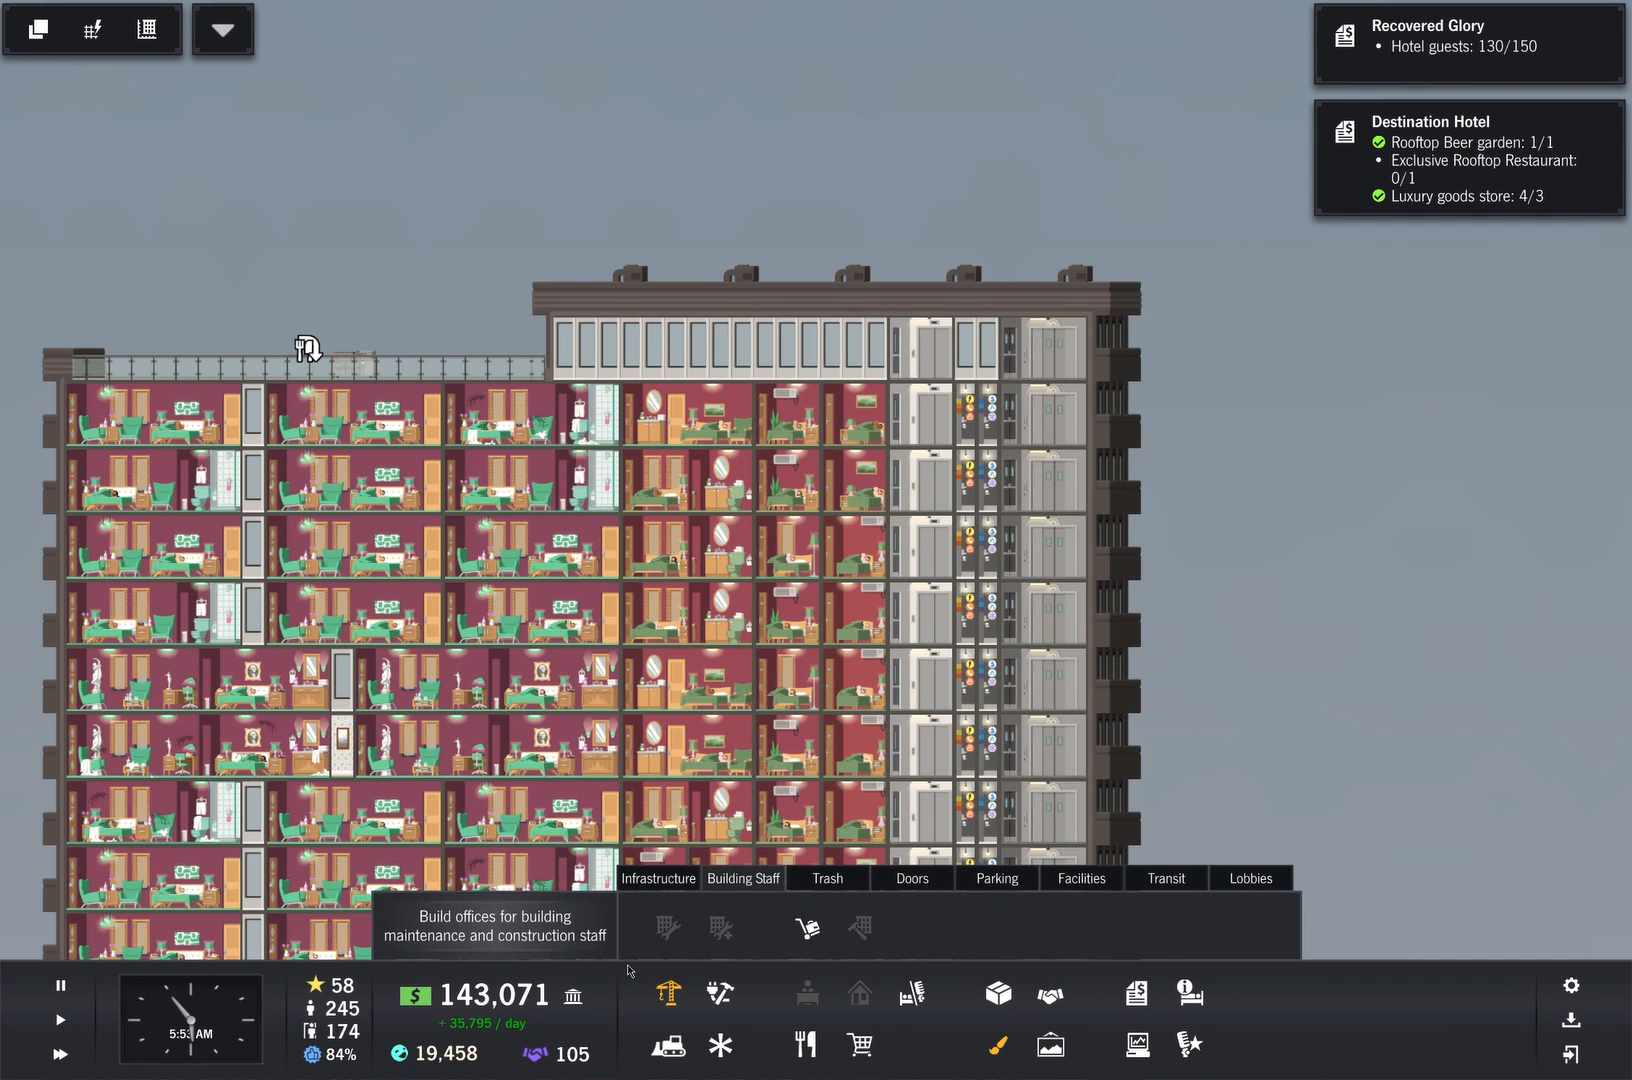 Recovered Glory
• Hotel guests: 130/150
Destination Hotel
Rooftop Beer garden: 1/1
• Exclusive Rooftop Restaurant:
0/1
Luxury goods store: 4/3
Infrastructure
Building Staff
Trash
Doors
Parking
Facilities
Transit
Lobbies
Build offices for building
maintenance and construction staff
5:53 AM
58
245
174
84%
$ 143,071
+ 35,795 / day
19,458
105